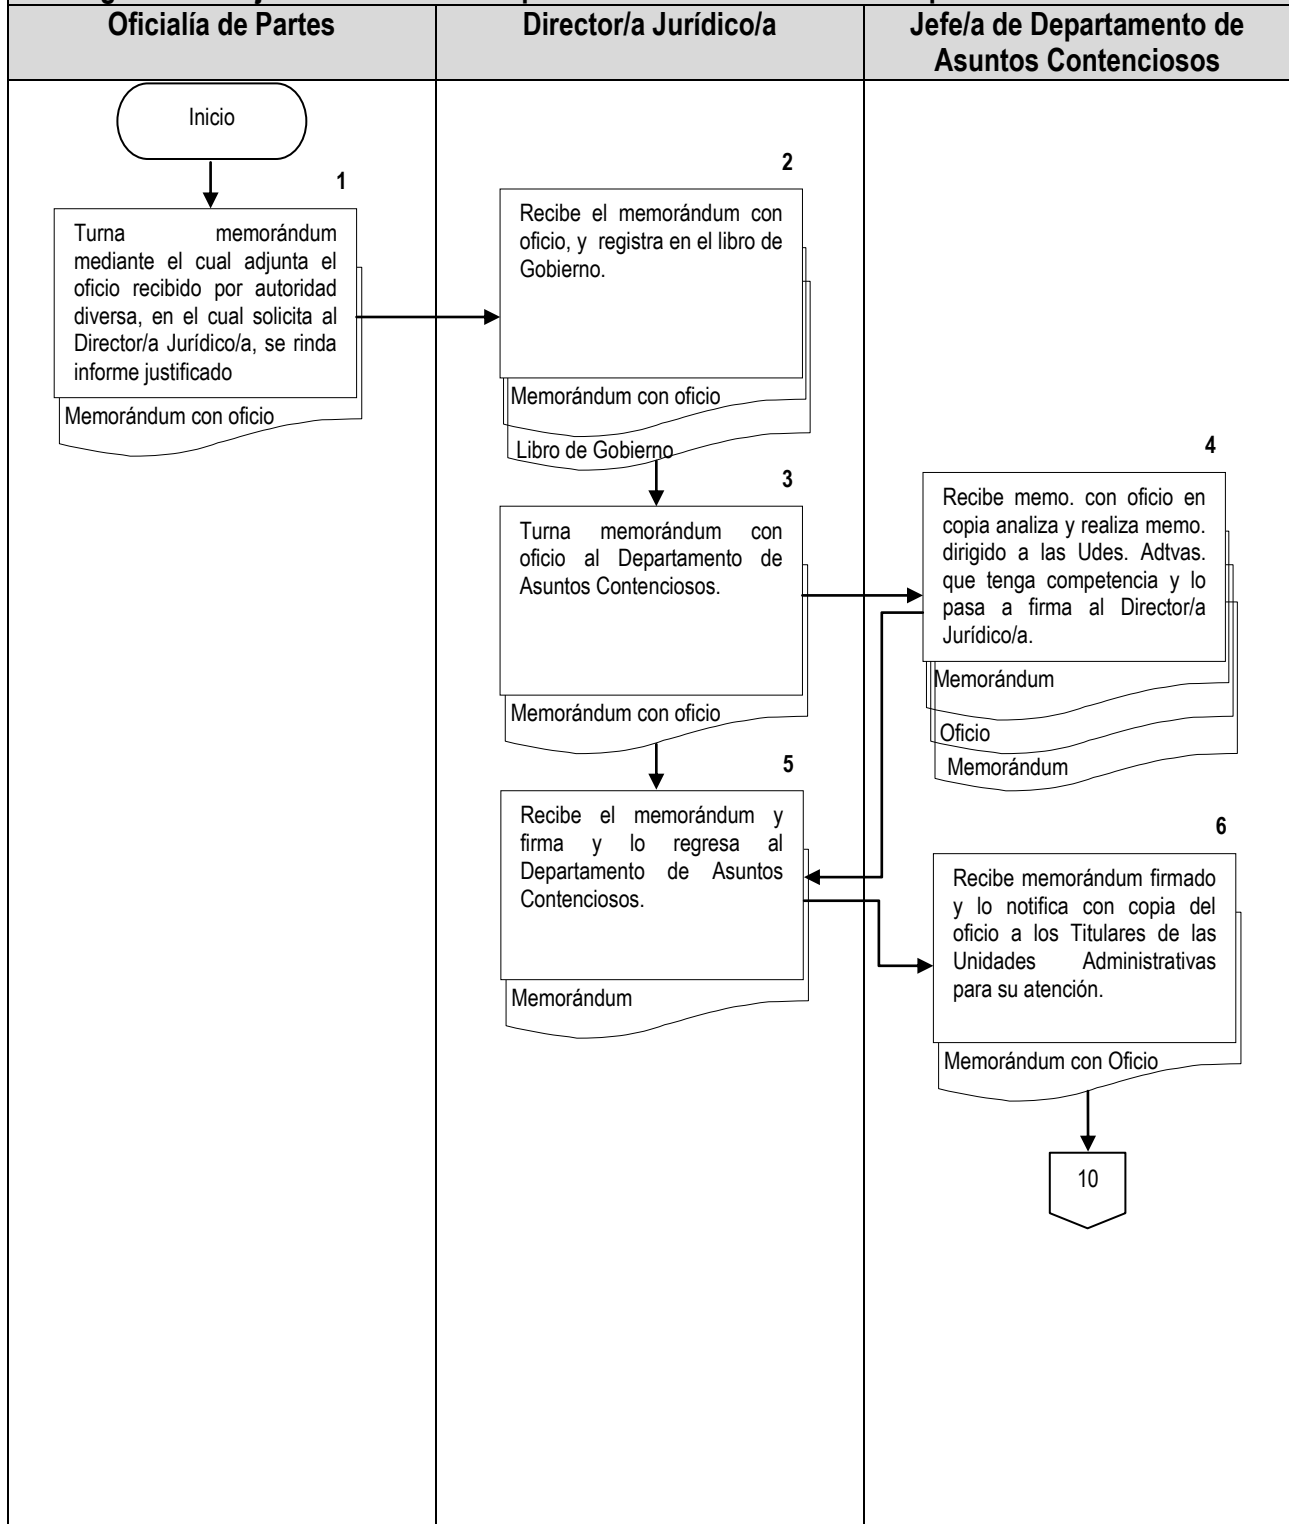 Oficialía de Partes
Director/a Jurídico/a
Jefe/a de Departamento de
Asuntos Contenciosos
Inicio
1
Turna memorándum
mediante el cual adjunta el
oficio recibido por autoridad
diversa, en el cual solicita al
Director/a Jurídico/a, se rinda
informe justificado
Memorándum con oficio
2
Recibe el memorándum con
oficio, y registra en el libro de
Gobierno.
Memorándum con oficio
Libro de Gobierno
3
Turna memorándum con
oficio al Departamento de
Asuntos Contenciosos.
Memorándum con oficio
4
Recibe memo. con oficio en
copia analiza y realiza memo.
dirigido a las Udes. Adtvas.
que tenga competencia y lo
pasa a firma al Director/a
Jurídico/a.
Memorándum
Oficio
Memorándum
5
Recibe el memorándum y
firma y lo regresa al
Departamento de Asuntos
Contenciosos.
Memorándum
6
Recibe memorándum firmado
y lo notifica con copia del
oficio a los Titulares de las
Unidades Administrativas
para su atención.
Memorándum con Oficio
10